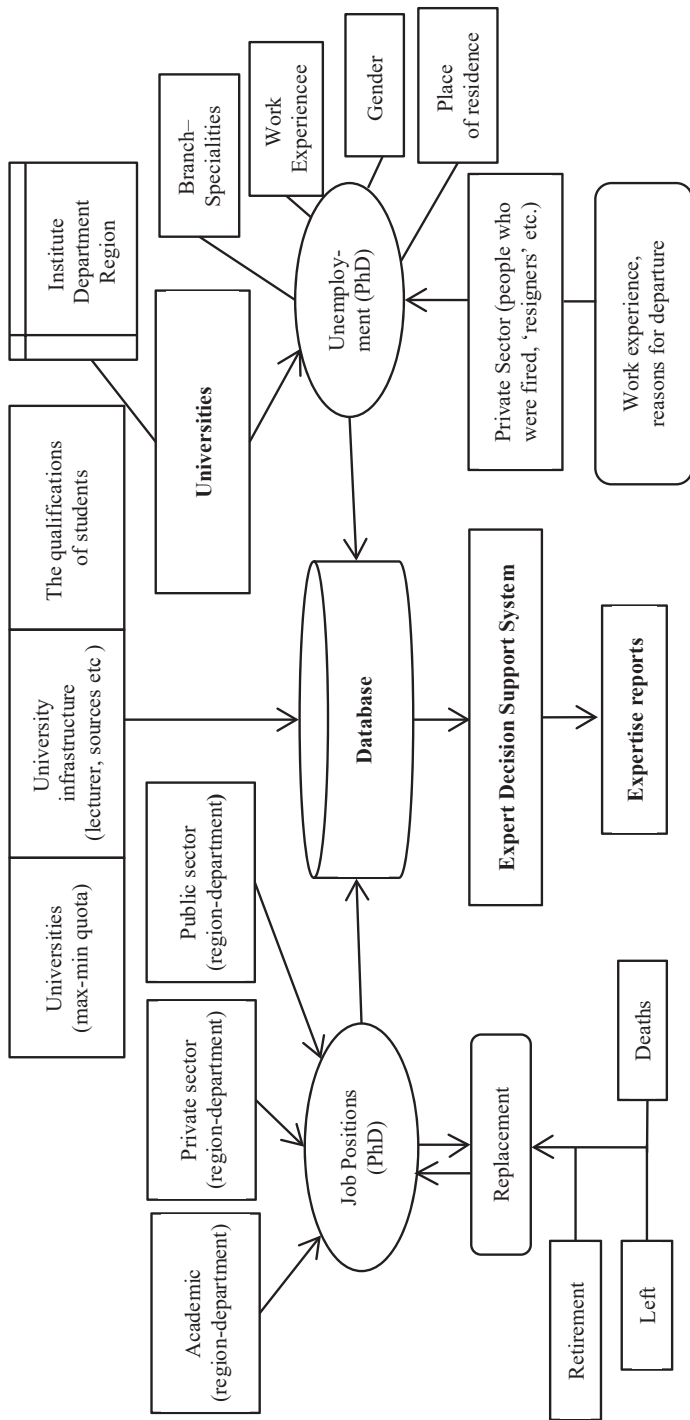 Universities
(max-min quota)
University
infrastructure
(lecturer, sources etc )
The qualifications
of students
Institute
Department
Region
Academic
(region-department)
Private sector
(region-department)
Public sector
(region-department)
Universities
Branch–
Specialities
Work
Experiencee
Gender
Place
of residence
Job Positions
(PhD)
Database
Unemploy-
ment (PhD)
Replacement
Expert Decision Support System
Private Sector (people who
were fired, ‘resigners’ etc.)
Retirement
Left
Deaths
Expertise reports
Work experience,
reasons for departure